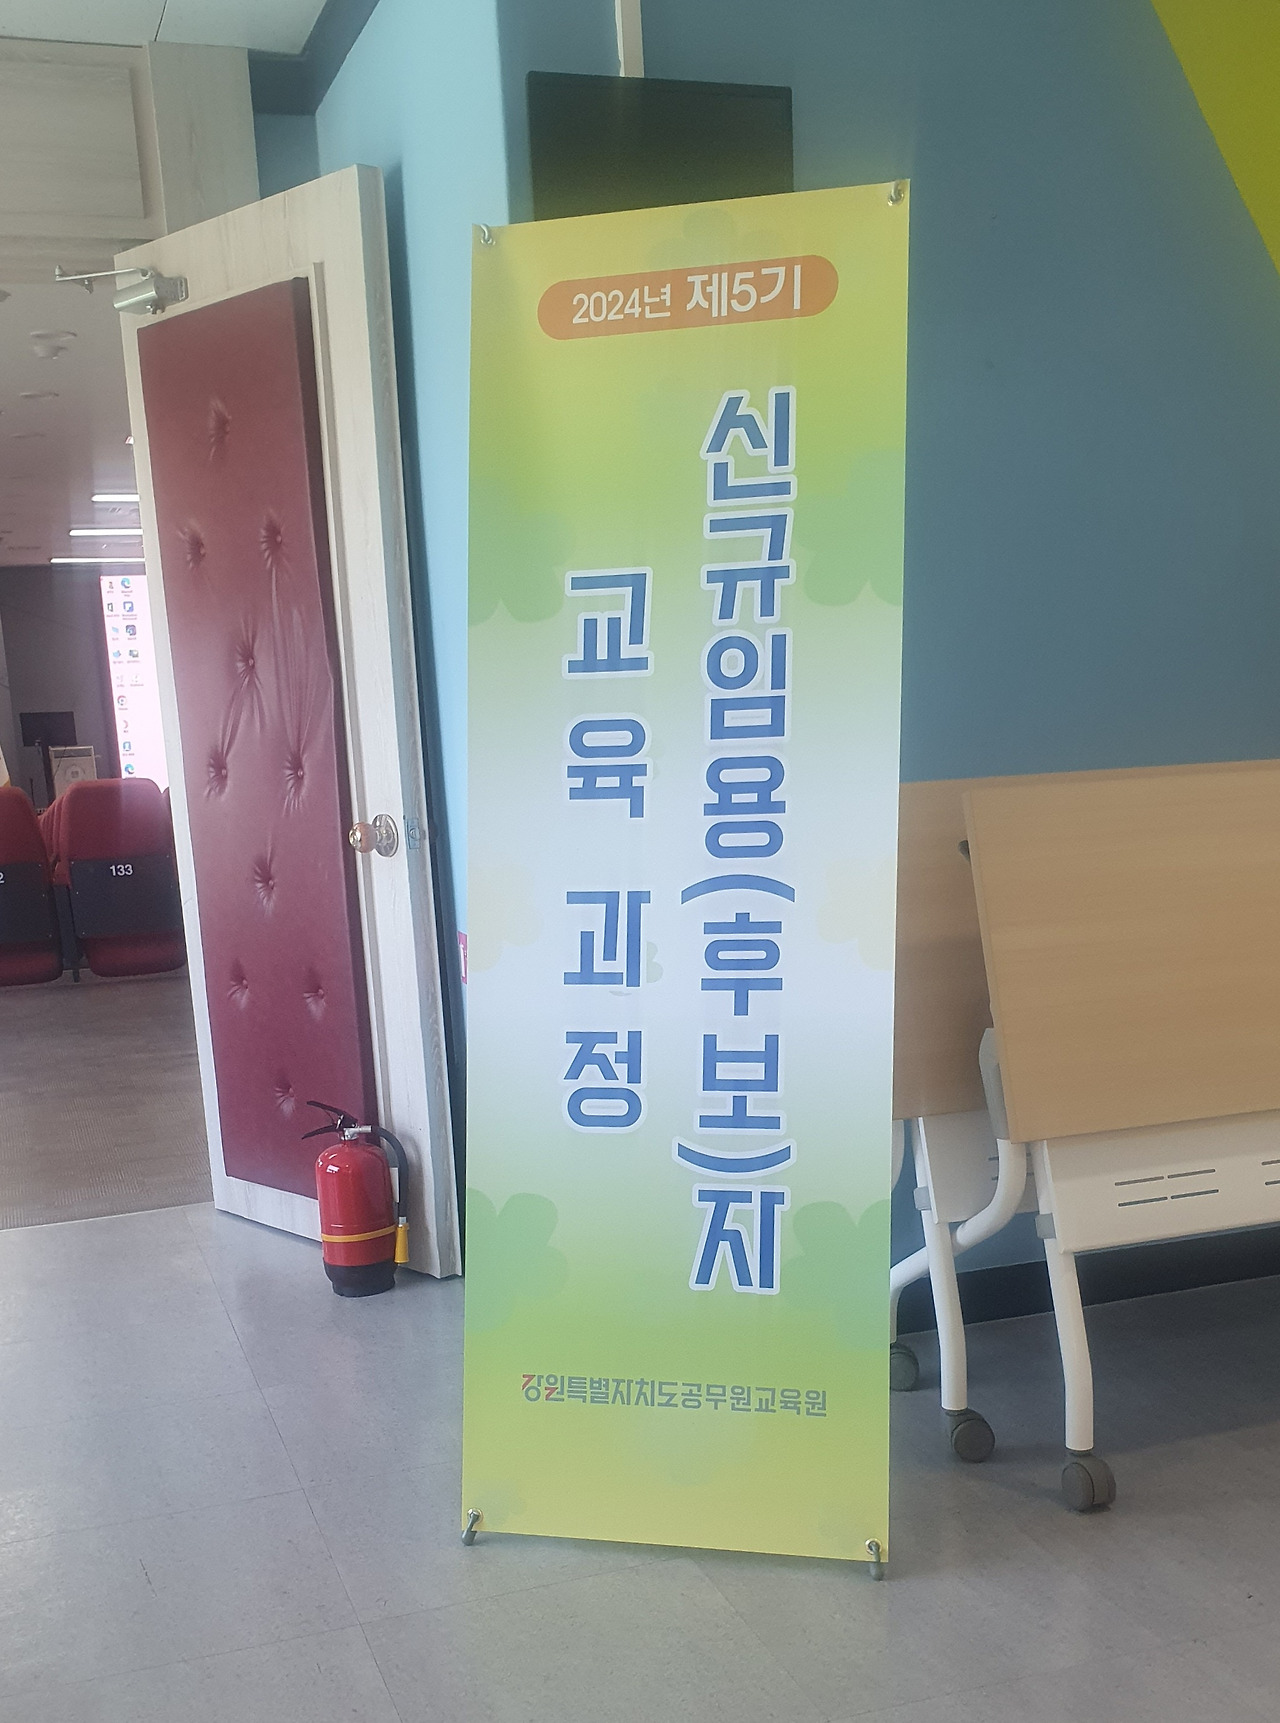 2024년 제5기
신규임용(후보)자
교육과정
강원특별자치도공무원교육원
133
2